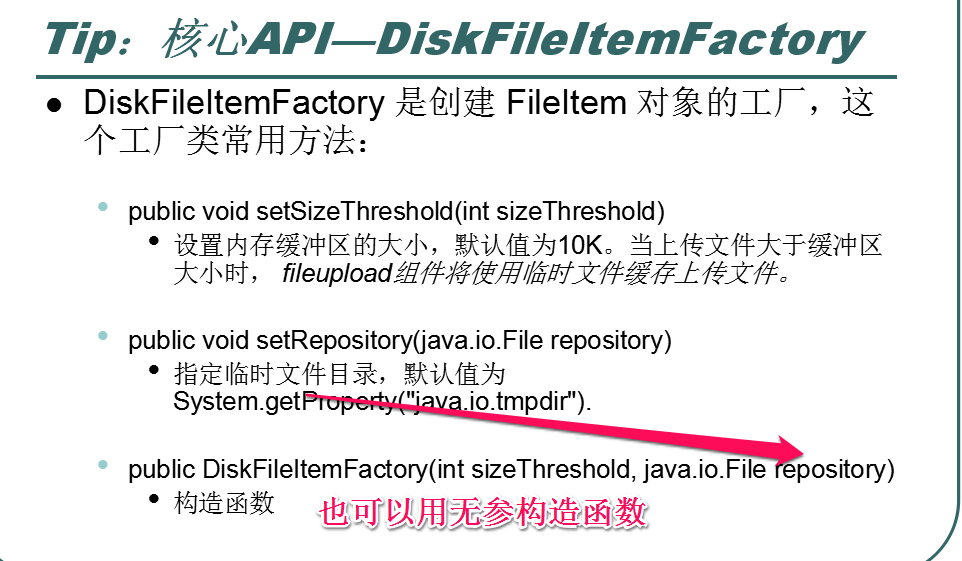 Tip：核心API—DiskFileItemFactory
DiskFileItemFactory 是创建 FileItem 对象的工厂，这
个工厂类常用方法：
public void setSizeThreshold(int sizeThreshold)
设置内存缓冲区的大小，默认值为10K。当上传文件大于缓冲区
大小时， fileupload组件将使用临时文件缓存上传文件。
public void setRepository(java.io.File repository)
指定临时文件目录，默认值为
System.getProperty("java.io.tmpdir").
public DiskFileItemFactory(int sizeThreshold, java.io.File repository)
构造函数
也可以用无参构造函数